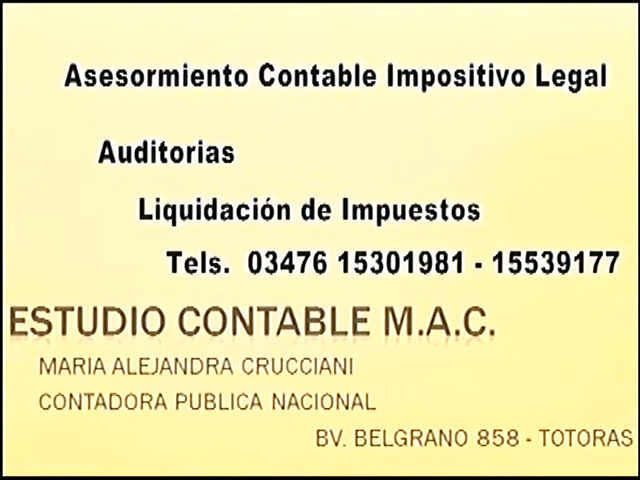 Asesormiento Contable Impositivo Legal
Auditorias
Liquidación de Impuestos
Tels. 03476 15301981 - 15539177
ESTUDIO CONTABLE M.A.C.
MARIA ALEJANDRA CRUCCIANI
CONTADORA PUBLICA NACIONAL
BV. BELGRANO 858 - TOTORAS